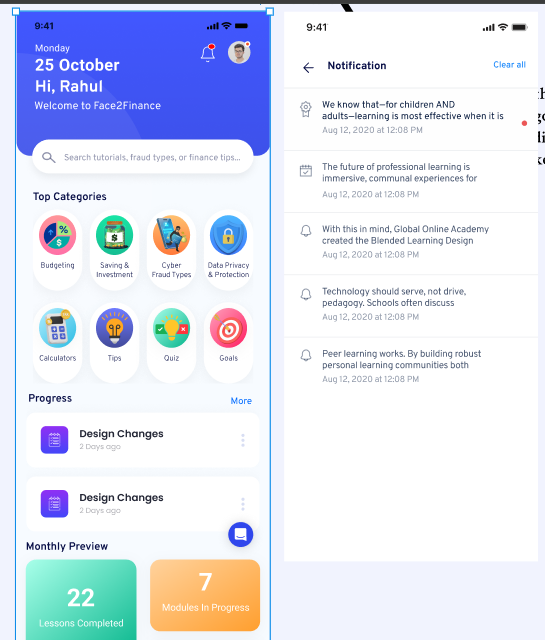 9:41
Monday
25 October
Hi, Rahul
Welcome to Face2Finance
Search tutorials, fraud types, or finance tips...
Top Categories
Budgeting
Saving &
Investment
Cyber
Fraud Types
Data Privacy
& Protection
Calculators
Tips
Quiz
Goals
Progress
More
Design Changes
2 Days ago
Design Changes
2 Days ago
Monthly Preview
22
Lessons Completed
7
Modules In Progress
9:41
Notification
Clear all
We know that—for children AND
adults—learning is most effective when it is
Aug 12, 2020 at 12:08 PM
The future of professional learning is
immersive, communal experiences for
Aug 12, 2020 at 12:08 PM
With this in mind, Global Online Academy
created the Blended Learning Design
Aug 12, 2020 at 12:08 PM
Technology should serve, not drive,
pedagogy. Schools often discuss
Aug 12, 2020 at 12:08 PM
Peer learning works. By building robust
personal learning communities both
Aug 12, 2020 at 12:08 PM